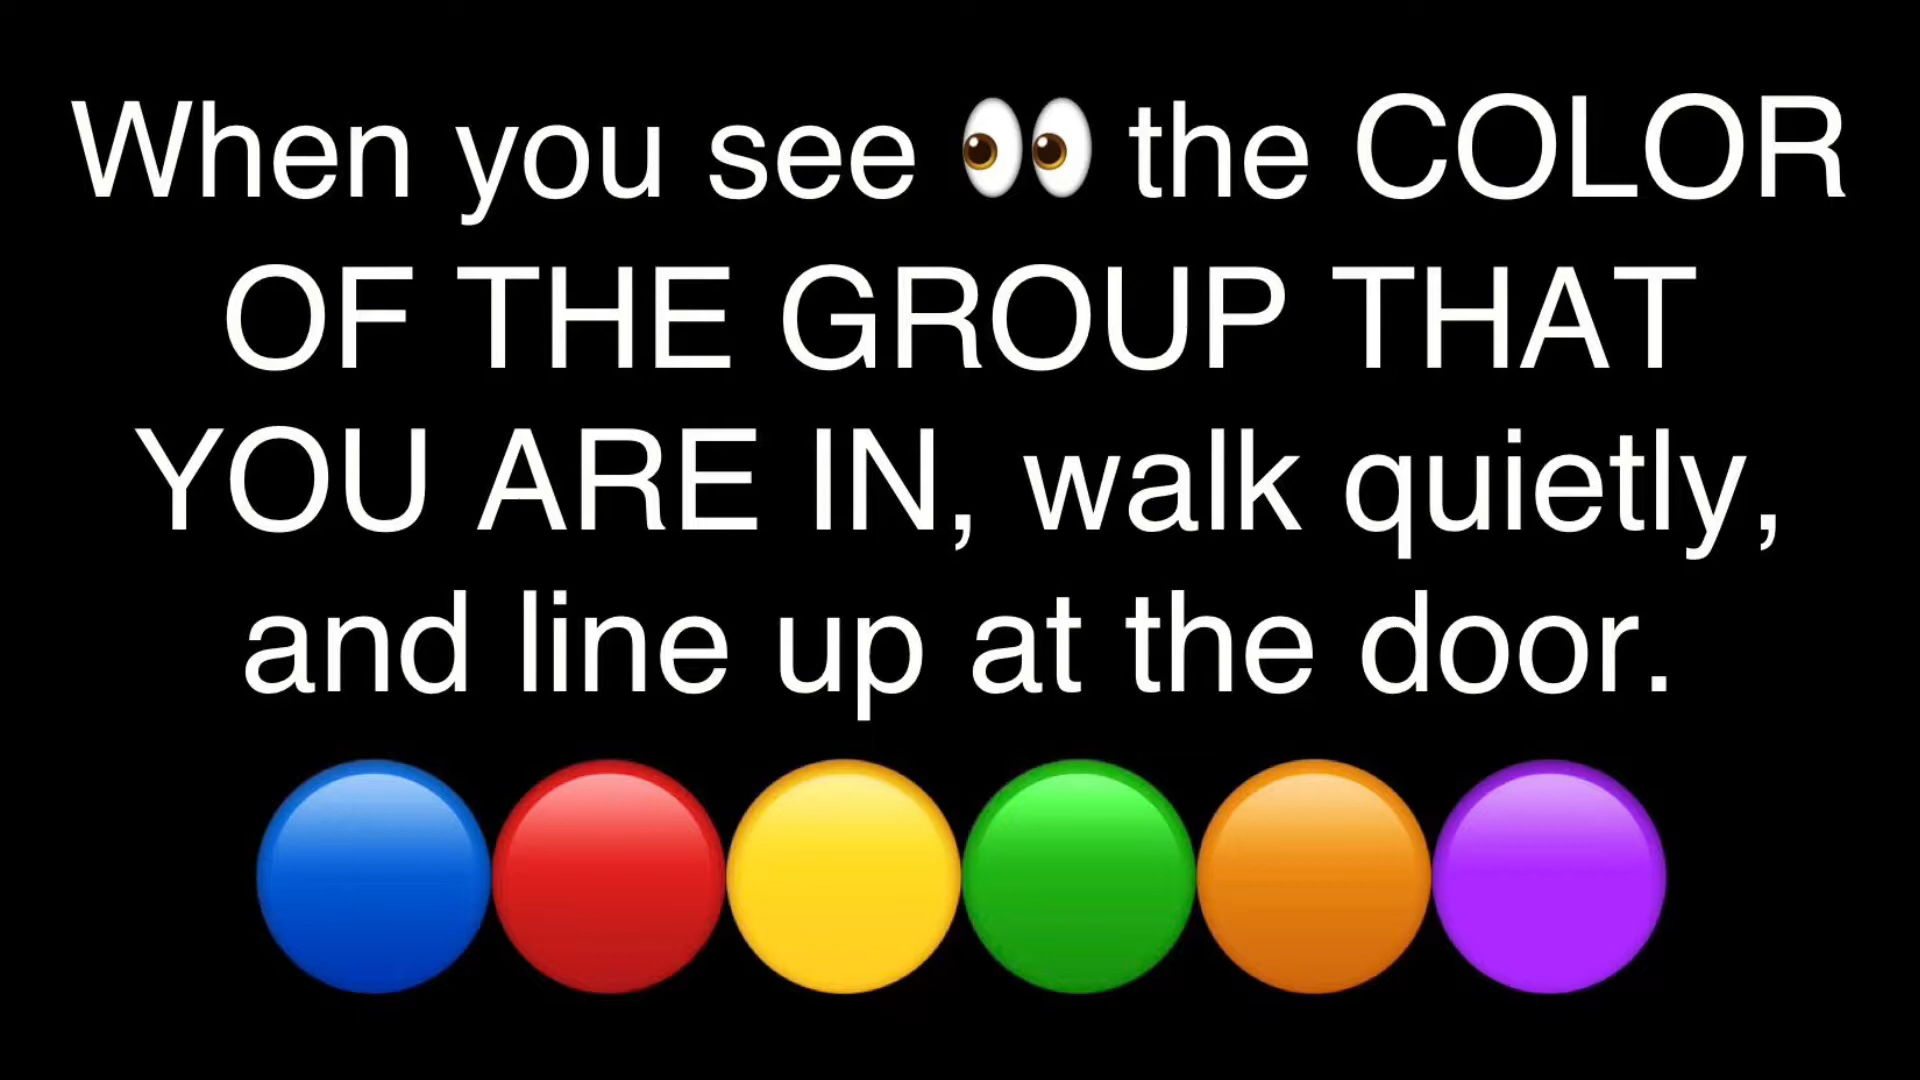 When you see 👀 the COLOR
OF THE GROUP THAT
YOU ARE IN, walk quietly,
and line up at the door.